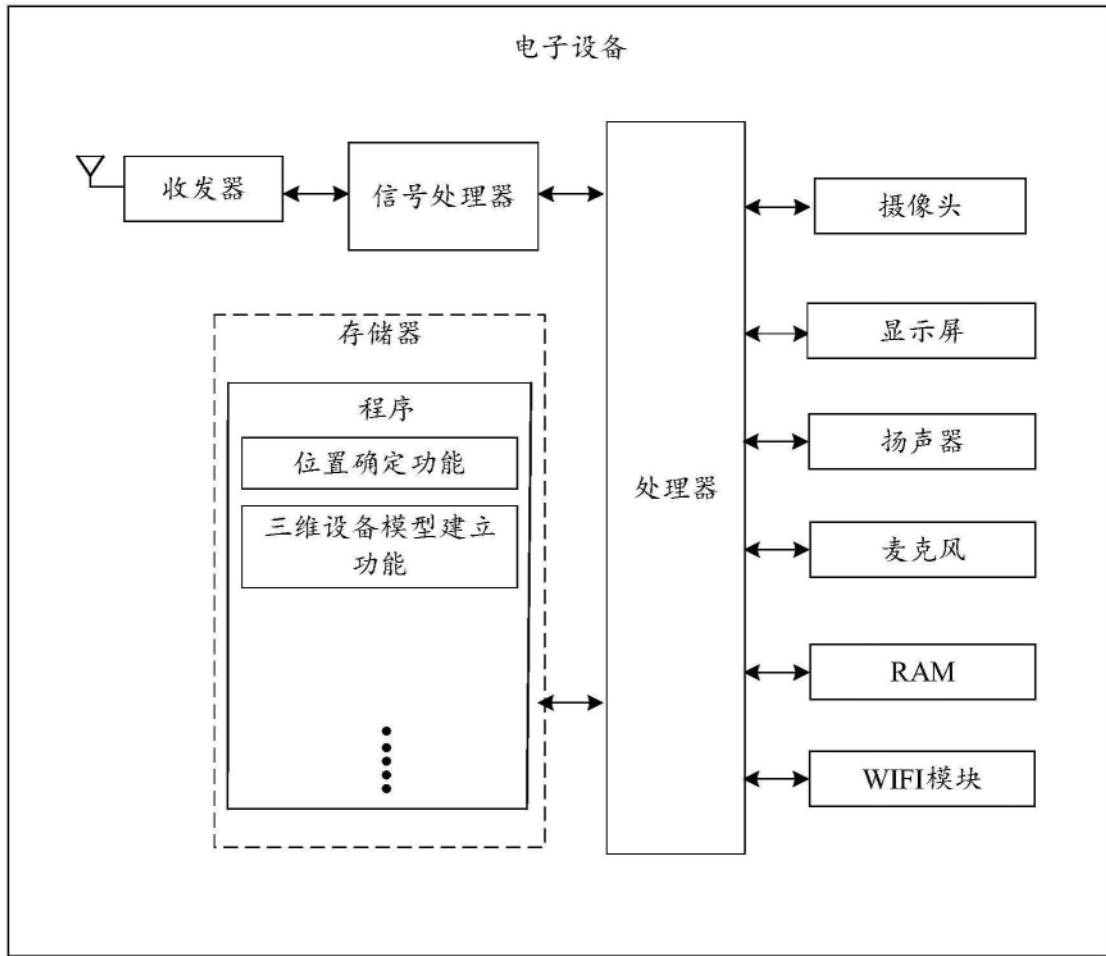 电子设备
收发器
信号处理器
存储器
程序
位置确定功能
三维设备模型建立
功能
处理器
摄像头
显示屏
扬声器
麦克风
RAM
WIFI模块